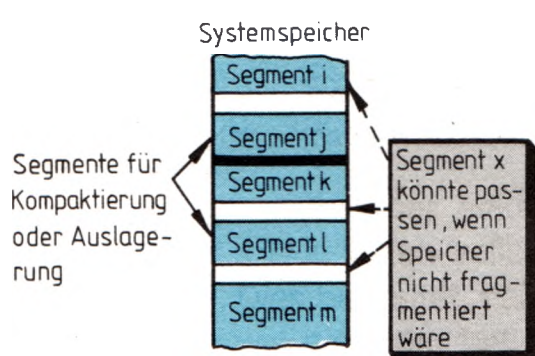 Systemspeicher
Segment i
Segment j
Segment k
Segment l
Segment m
Segmente für
Kompaktierung
oder Auslage-
rung
Segment x
könnte pas-
sen, wenn
Speicher
nicht frag-
mentiert
wäre